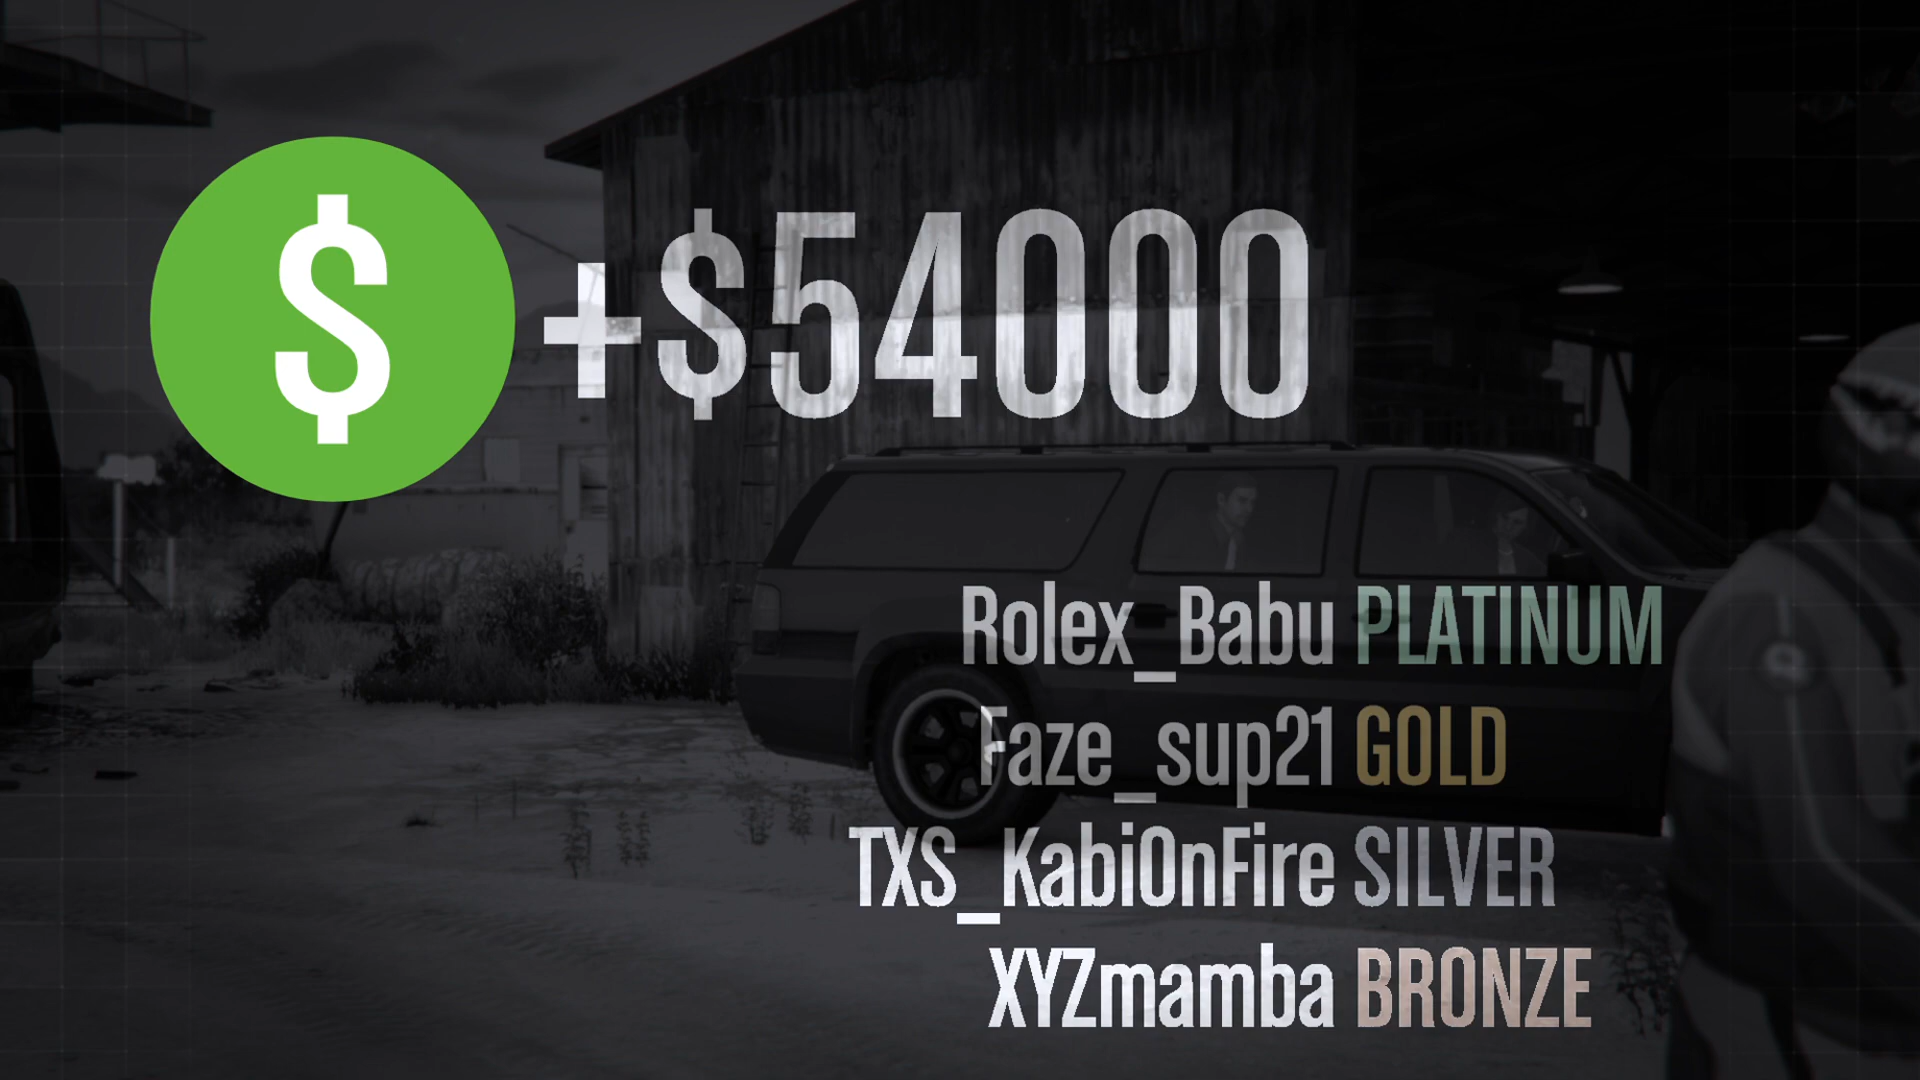 $ +$54000
Rolex_Babu PLATINUM
Faze_sup21 GOLD
TXS_KabiOnFire SILVER
XYZmamba BRONZE